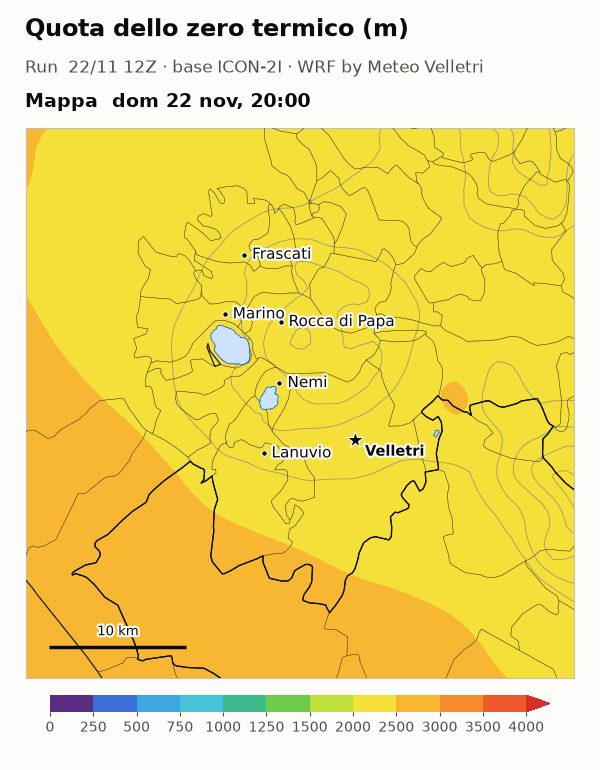 Quota dello zero termico (m)
Run  22/11 12Z · base ICON-2I · WRF by Meteo Velletri
Mappa  dom 22 nov, 20:00
Frascati
Marino
Rocca di Papa
Nemi
Velletri
Lanuvio
10 km
0 250 500 750 1000 1250 1500 2000 2500 3000 3500 4000